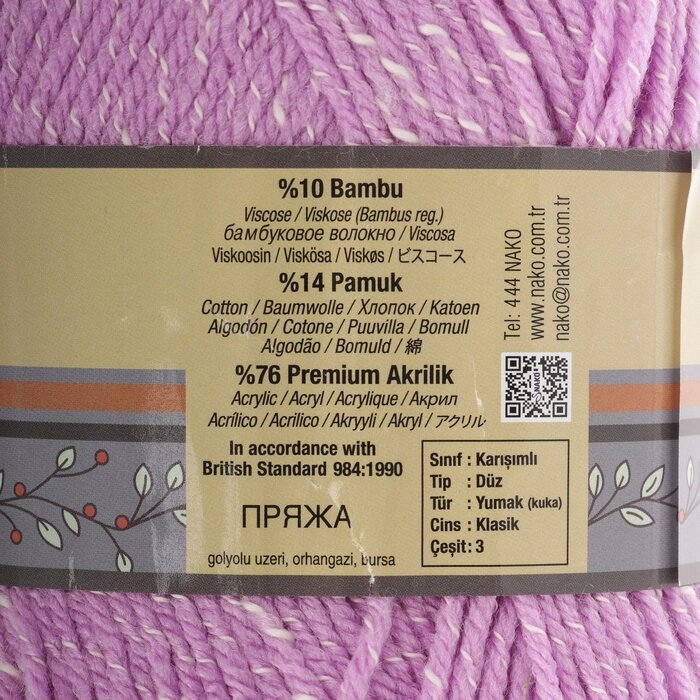 %10 Bambu
Viscose / Viskose (Bambus reg.)
бамбуковое волокно / Viscosa
Viskoosin / Viskösa / Viskøs / ビスコース
%14 Pamuk
Cotton / Baumwolle / Хлопок / Katoen
Algodón / Cotone / Puuvilla / Bomull
Algodão / Bomuld / 綿
%76 Premium Akrilik
Acrylic / Acryl / Acrylique / Акрил
Acrílico / Acrilico / Akryyli / Akryl / アクリル
In accordance with
British Standard 984:1990
ПРЯЖА
golyolu uzeri, orhangazi, bursa
Tel: 444 NAKO
www.nako.com.tr
nako@nako.com.tr
NAKO
Sınıf : Karışımlı
Tip : Düz
Tür : Yumak (kuka)
Cins : Klasik
Çeşit : 3